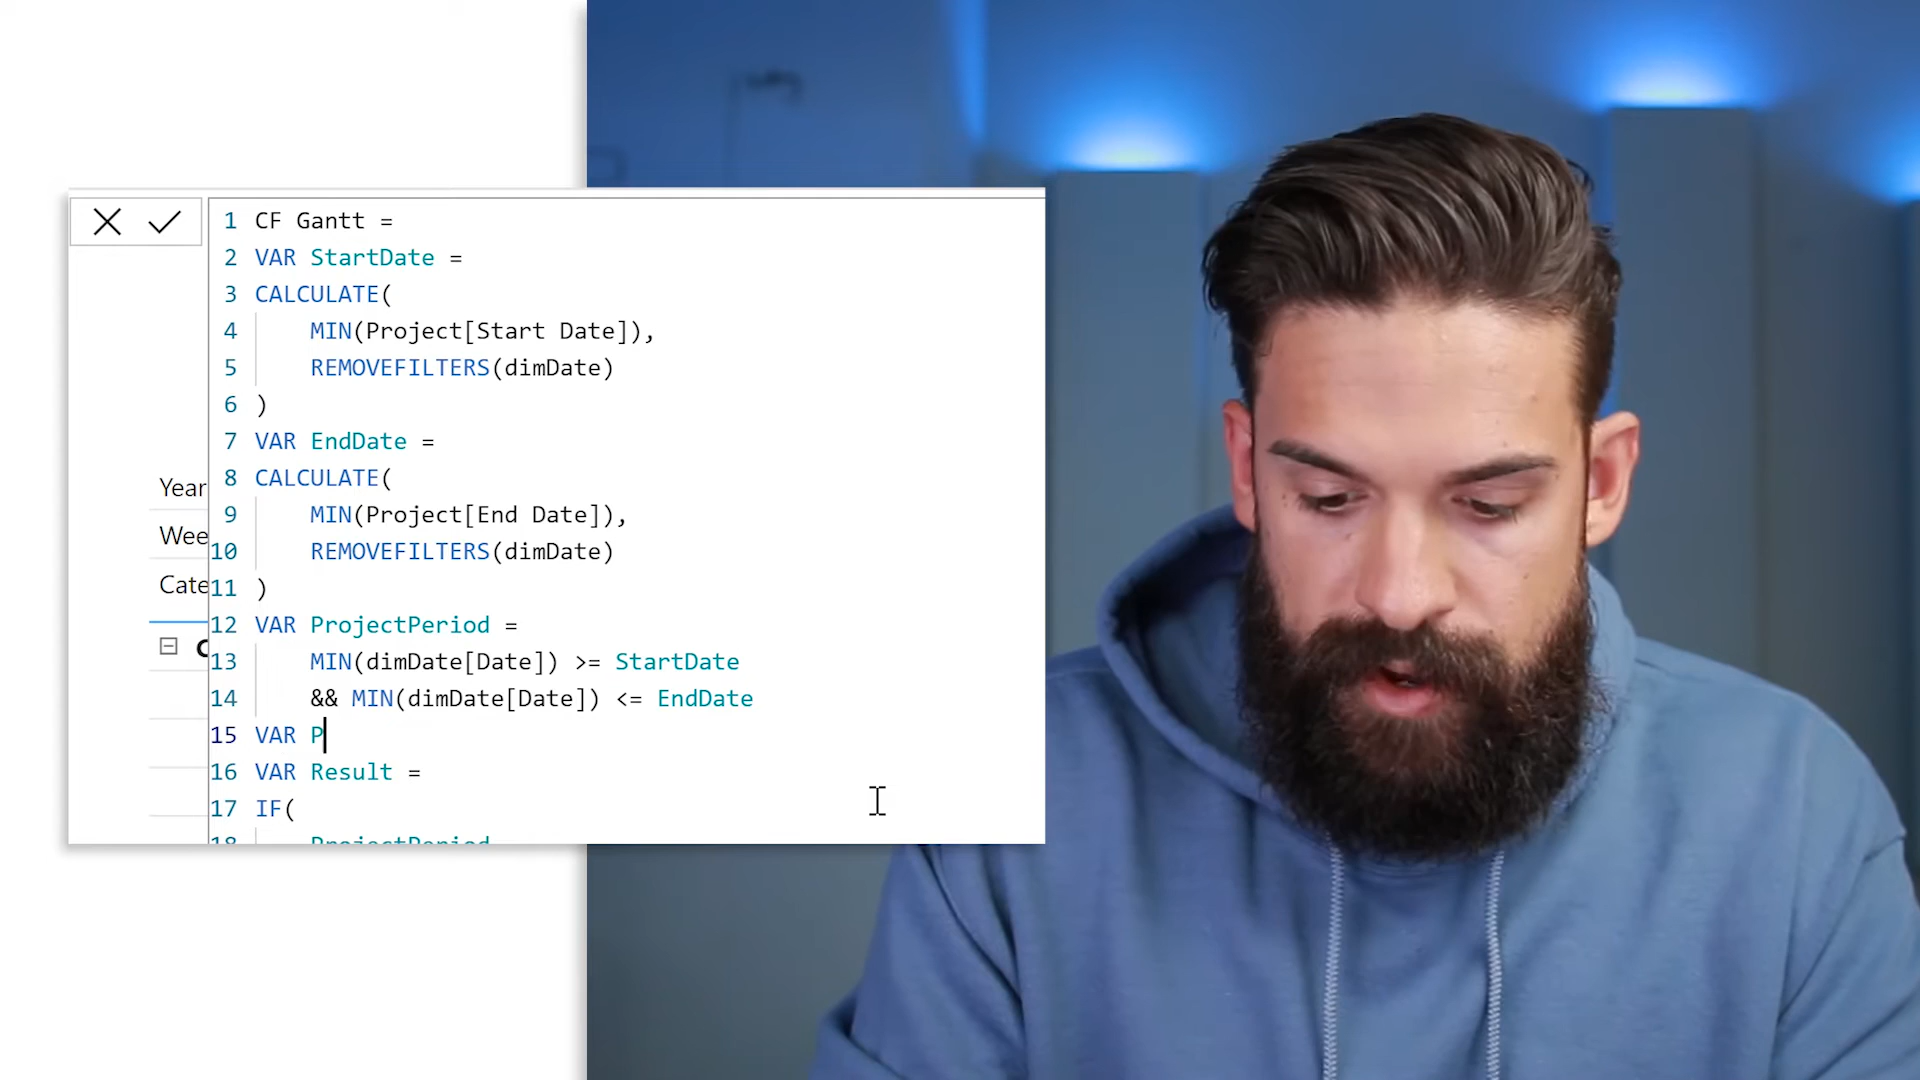 1 CF Gantt =
2 VAR StartDate =
3 CALCULATE(
4 MIN(Project[Start Date]),
5 REMOVEFILTERS(dimDate)
6 )
7 VAR EndDate =
8 CALCULATE(
9 MIN(Project[End Date]),
10 REMOVEFILTERS(dimDate)
11 )
12 VAR ProjectPeriod =
13 MIN(dimDate[Date]) >= StartDate
14 && MIN(dimDate[Date]) <= EndDate
15 VAR P
16 VAR Result =
17 IF(
18 ProjectPeriod
Year
Wee
Cate